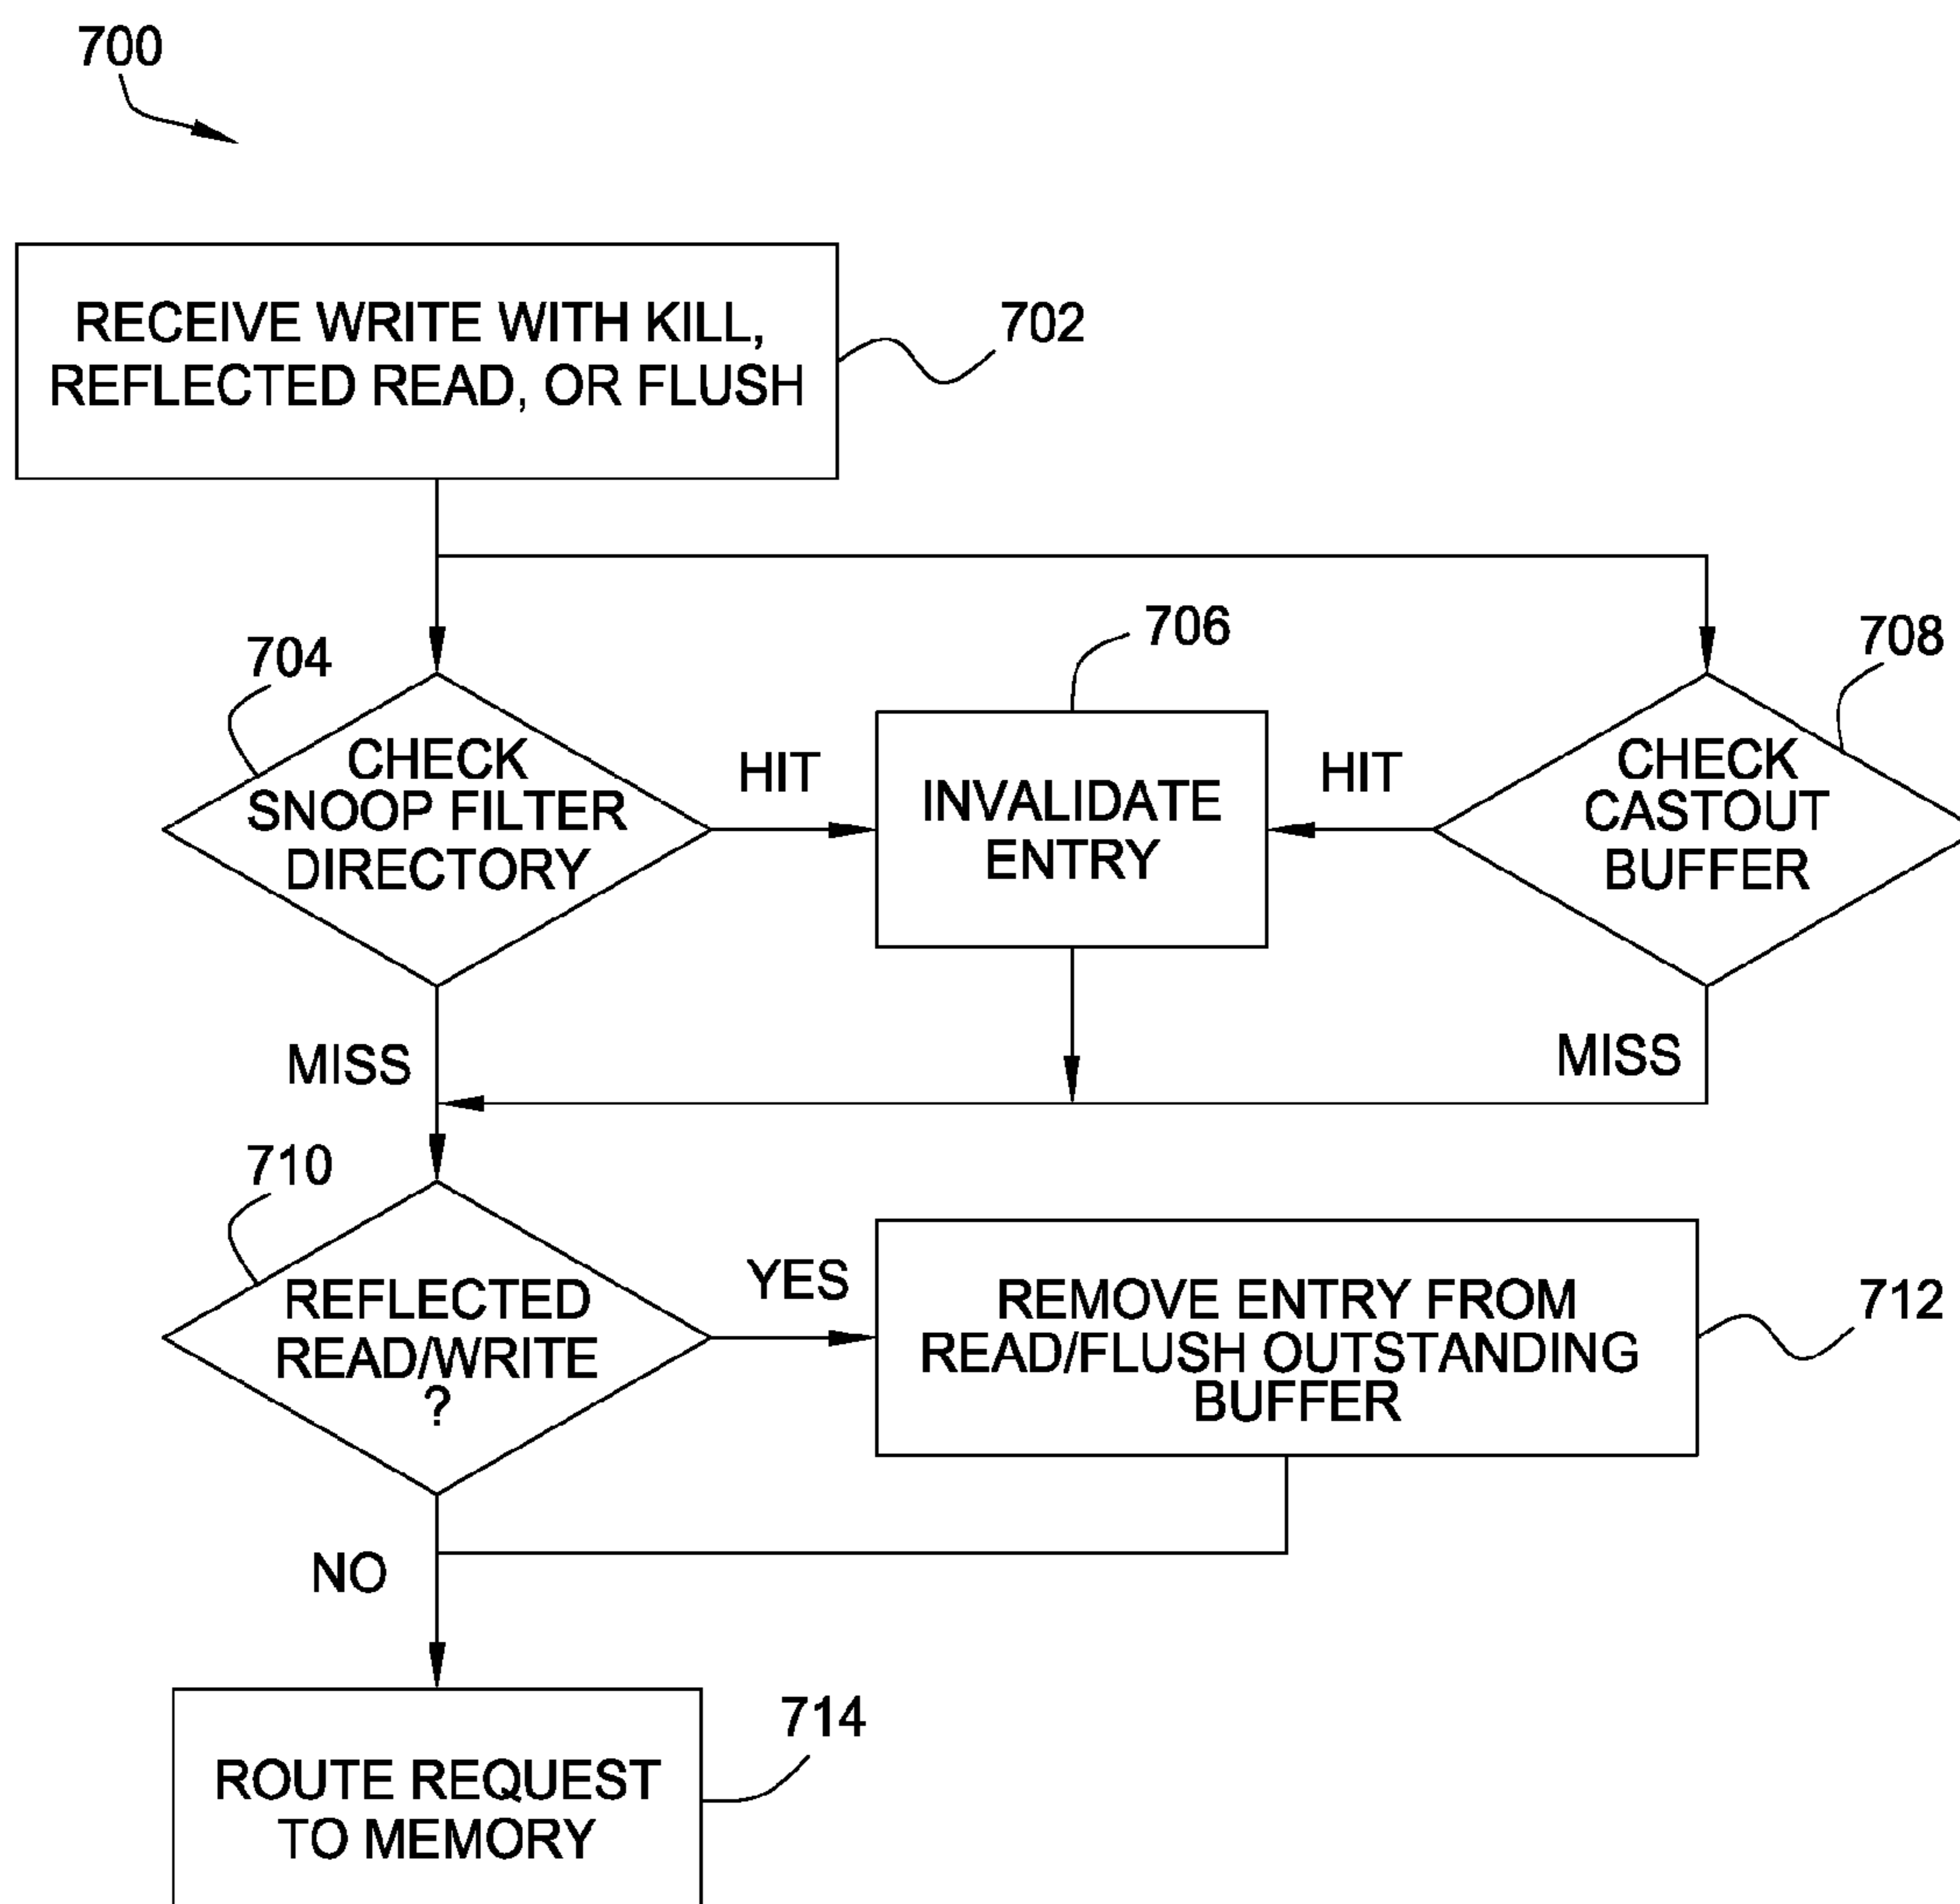 700
RECEIVE WRITE WITH KILL,
REFLECTED READ, OR FLUSH
702
704
CHECK
SNOOP FILTER
DIRECTORY
HIT
706
INVALIDATE
ENTRY
HIT
708
CHECK
CASTOUT
BUFFER
MISS
MISS
710
REFLECTED
READ/WRITE
?
YES
REMOVE ENTRY FROM
READ/FLUSH OUTSTANDING
BUFFER
712
NO
ROUTE REQUEST
TO MEMORY
714